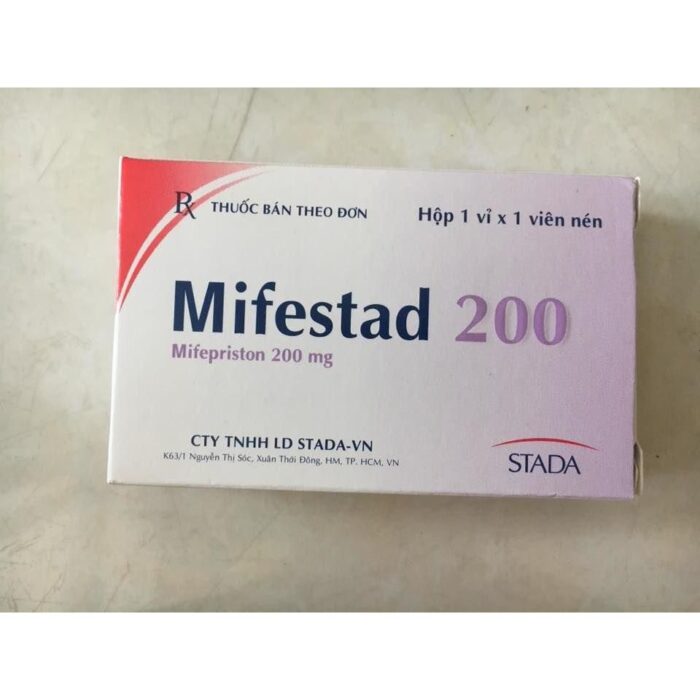 Rx THUỐC BÁN THEO ĐƠN
Hộp 1 vỉ x 1 viên nén
Mifestad 200
Mifepriston 200 mg
CTY TNHH LD STADA-VN
K63/1 Nguyễn Thị Sóc, Xuân Thới Đông, HM, TP. HCM, VN
STADA